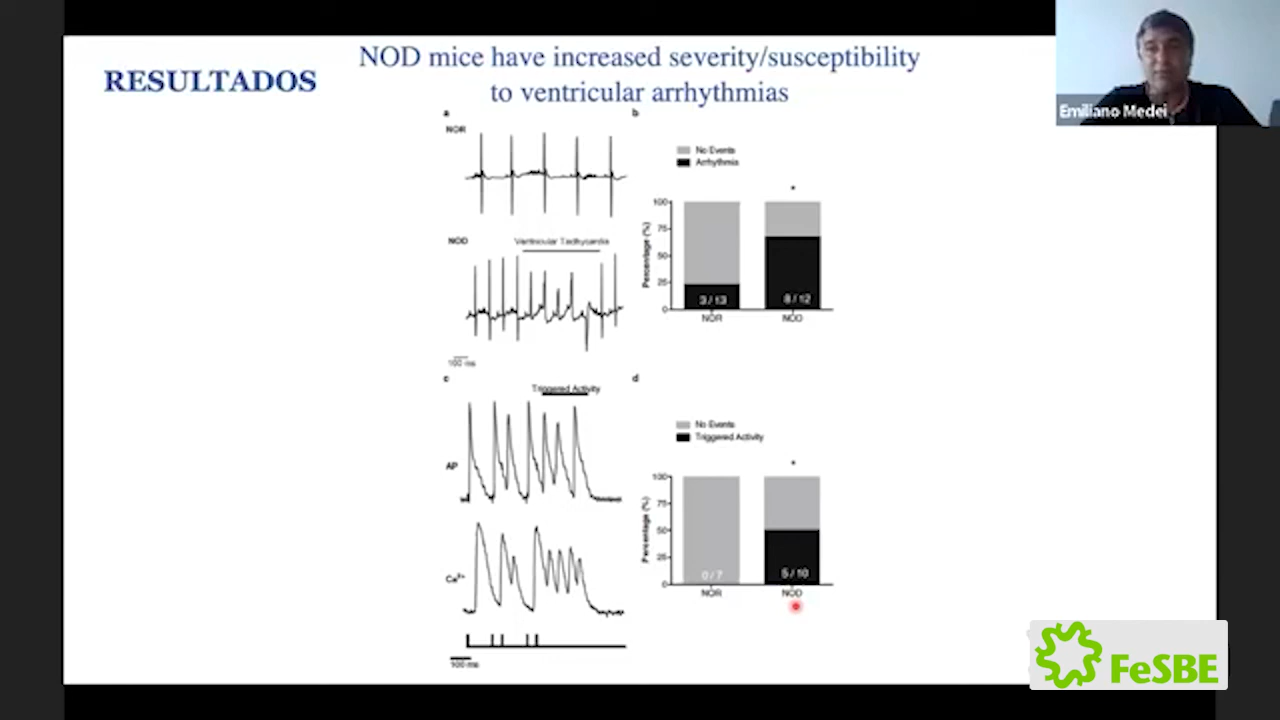 RESULTADOS
NOD mice have increased severity/susceptibility
to ventricular arrhythmias
Emiliano Medei
a
NOR
NOD
Ventricular Tachycardia
100 ms
b
No Events
Arrhythmia
*
Percentage (%)
100
75
50
25
0
3 / 13
8 / 12
NOR
NOD
c
Triggered Activity
AP
Ca²⁺
100 ms
d
No Events
Triggered Activity
*
Percentage (%)
100
75
50
25
0
0 / 7
5 / 10
NOR
NOD
FeSBE